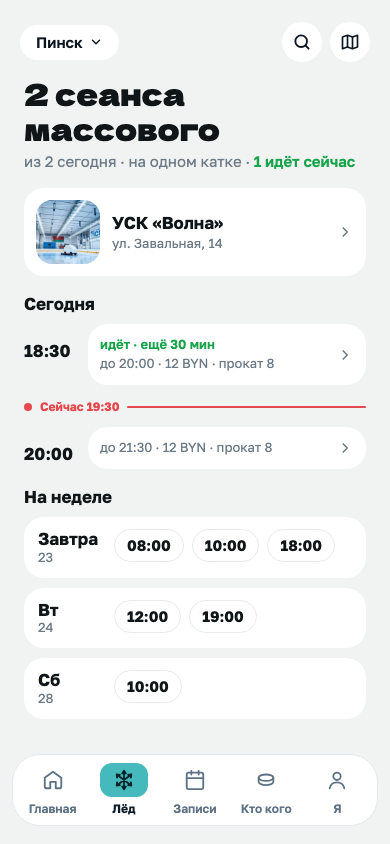 Пинск
2 сеанса
массового
из 2 сегодня · на одном катке · 1 идёт сейчас
УСК «Волна»
ул. Завальная, 14
Сегодня
18:30
идёт · ещё 30 мин
до 20:00 · 12 BYN · прокат 8
Сейчас 19:30
20:00
до 21:30 · 12 BYN · прокат 8
На неделе
Завтра
23
08:00 10:00 18:00
Вт
24
12:00 19:00
Сб
28
10:00
Главная Лёд Записи Кто кого Я